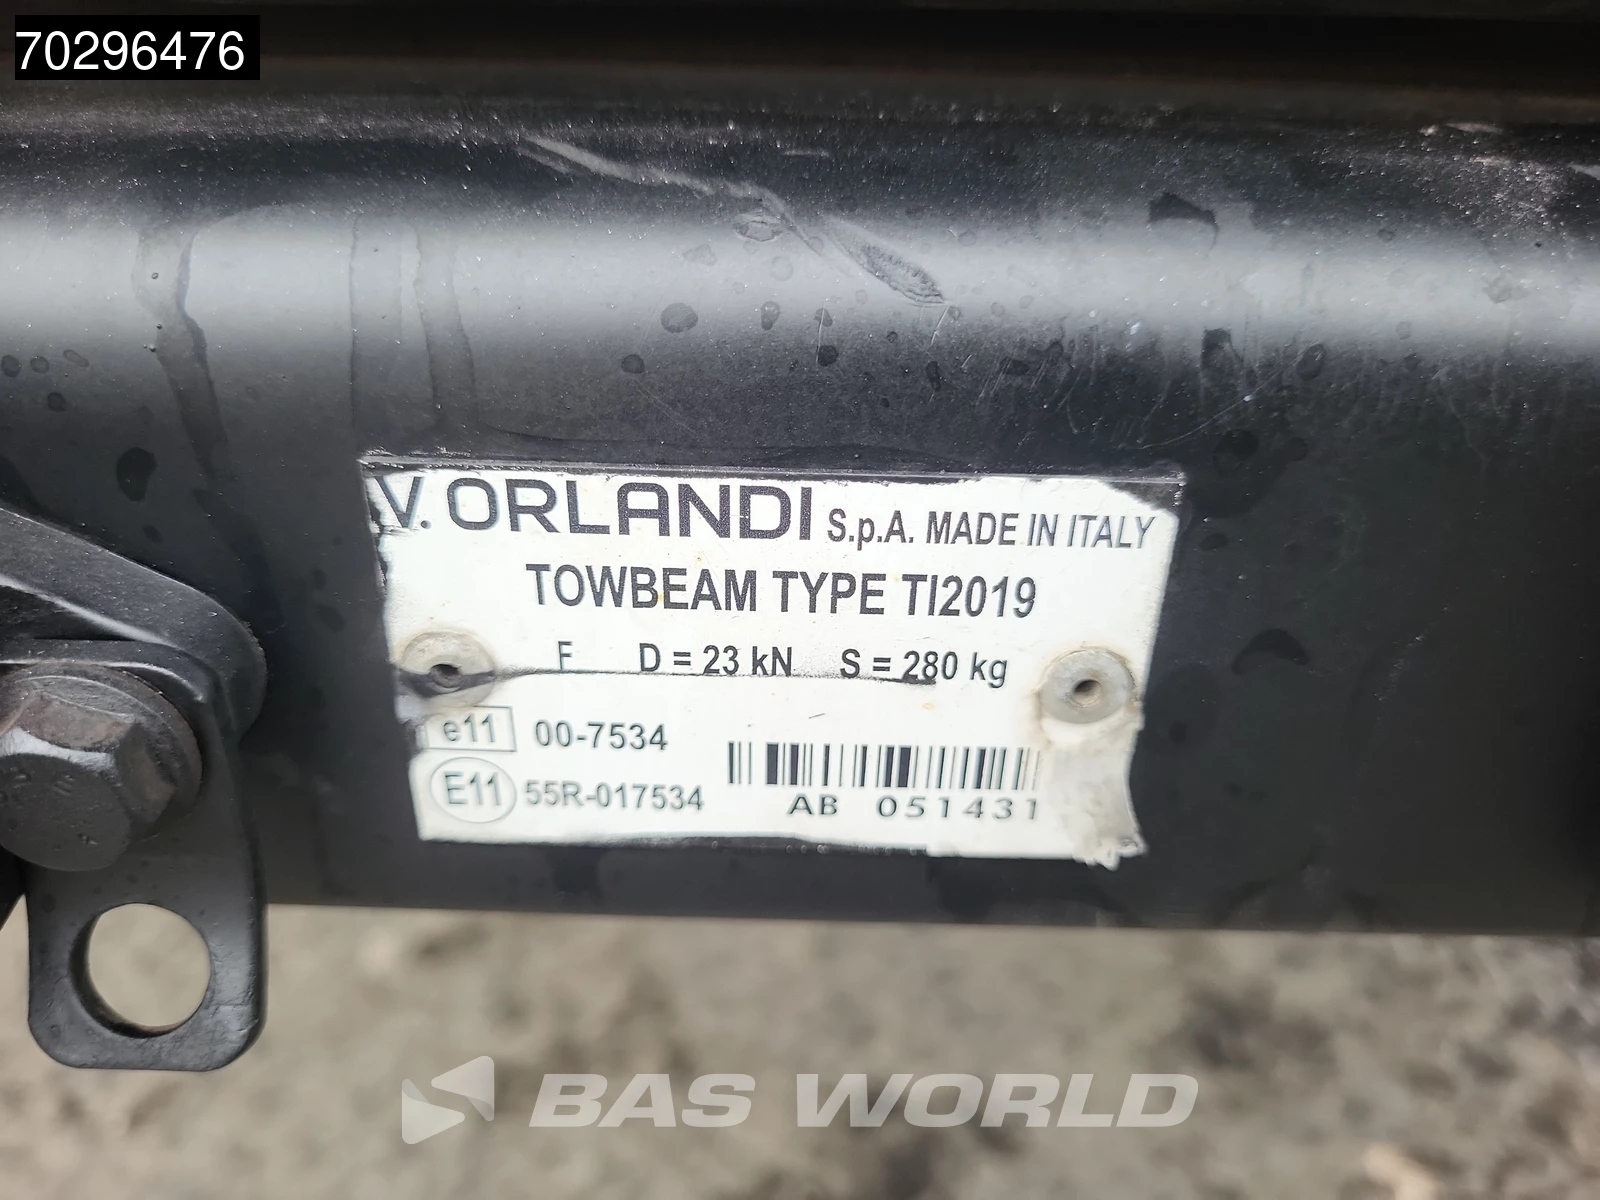 70296476
V. ORLANDI S.p.A. MADE IN ITALY
TOWBEAM TYPE TI2019
F D = 23 kN S = 280 kg
e11 00-7534
E11 55R-017534
AB 051431
BAS WORLD